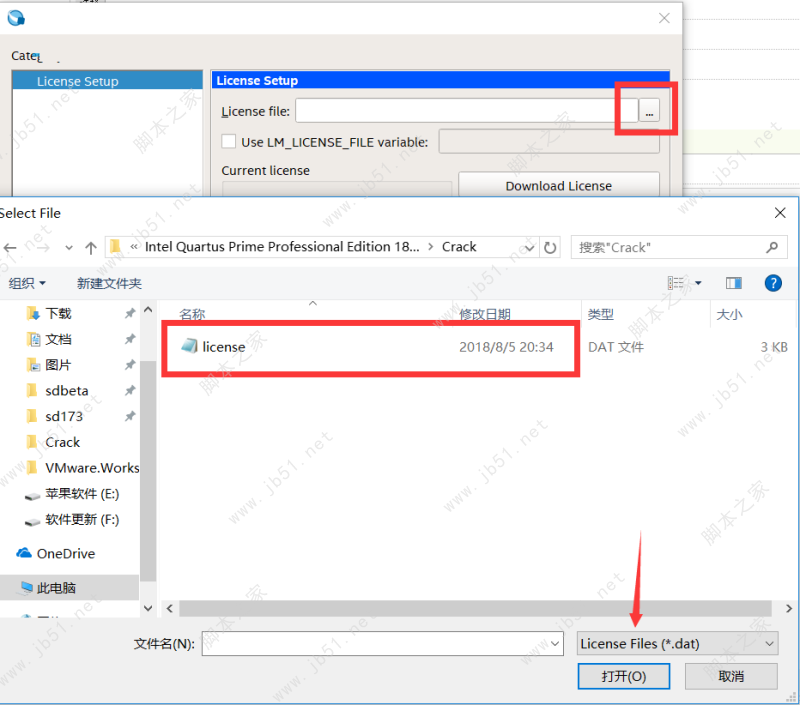 Cate
License Setup
License Setup
License file:
...
Use LM_LICENSE_FILE variable:
Current license
Download License
Select File
« Intel Quartus Prime Professional Edition 18... > Crack
搜索"Crack"
组织
新建文件夹
?
名称
修改日期
类型
大小
license
2018/8/5 20:34
DAT 文件
3 KB
下载
文档
图片
sdbeta
sd173
Crack
VMware.Works
苹果软件 (E:)
软件更新 (F:)
OneDrive
此电脑
文件名(N):
License Files (*.dat)
打开(O)
取消
www.jb51.net
脚本之家